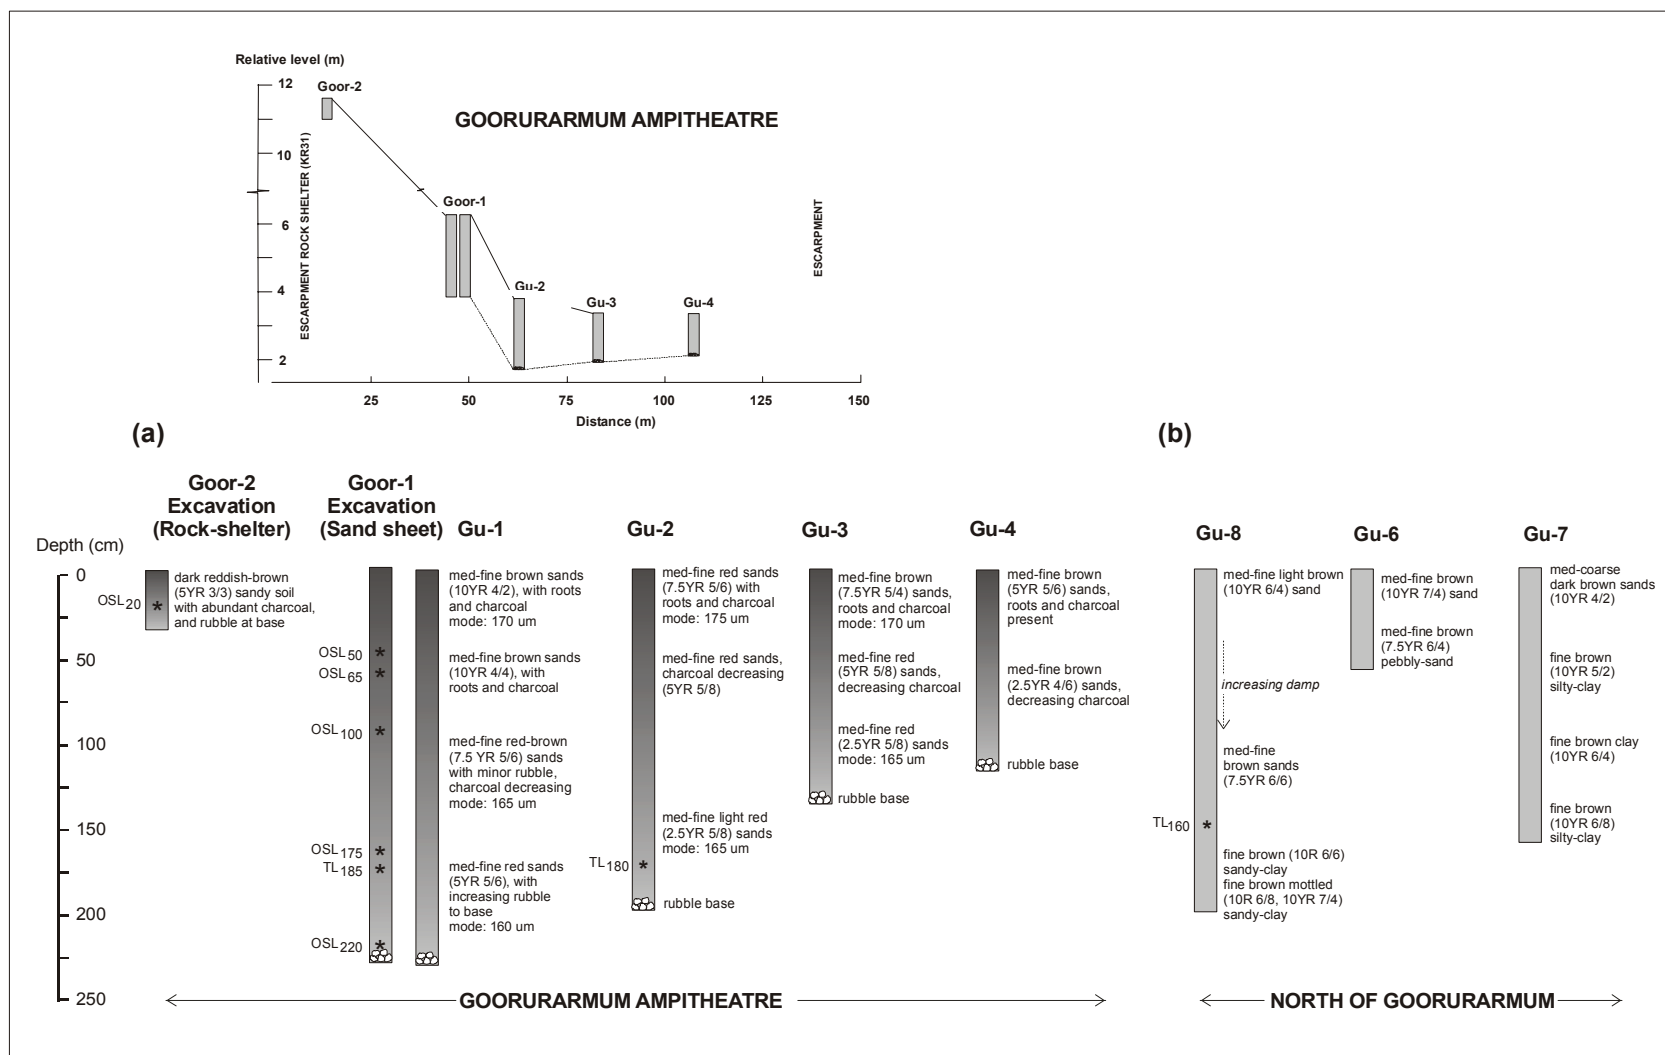 Relative level (m)
12
10
6
4
2
ESCARPMENT ROCK SHELTER (KR31)
Goor-2
GOORURARMUM AMPITHEATRE
Goor-1
Gu-2
Gu-3
Gu-4
ESCARPMENT
25
50
75
100
125
150
Distance (m)
(a)
(b)
Goor-2
Excavation
(Rock-shelter)
Goor-1
Excavation
(Sand sheet)
Gu-1
Gu-2
Gu-3
Gu-4
Gu-8
Gu-6
Gu-7
Depth (cm)
0
50
100
150
200
250
OSL20
dark reddish-brown
(5YR 3/3) sandy soil
with abundant charcoal,
and rubble at base
OSL50
OSL65
OSL100
OSL175
TL185
OSL220
med-fine brown sands
(10YR 4/2), with roots
and charcoal
mode: 170 um
med-fine brown sands
(10YR 4/4), with
roots and charcoal
med-fine red-brown
(7.5 YR 5/6) sands
with minor rubble,
charcoal decreasing
mode: 165 um
med-fine red sands
(5YR 5/6), with
increasing rubble
to base
mode: 160 um
med-fine red sands
(7.5YR 5/6) with
roots and charcoal
mode: 175 um
med-fine red sands,
charcoal decreasing
(5YR 5/8)
med-fine light red
(2.5YR 5/8) sands
mode: 165 um
TL180
rubble base
med-fine brown
(7.5YR 5/4) sands,
roots and charcoal
mode: 170 um
med-fine red
(5YR 5/8) sands,
decreasing charcoal
med-fine red
(2.5YR 5/8) sands
mode: 165 um
rubble base
med-fine brown
(5YR 5/6) sands,
roots and charcoal
present
med-fine brown
(2.5YR 4/6) sands,
decreasing charcoal
rubble base
med-fine light brown
(10YR 6/4) sand
increasing damp
med-fine
brown sands
(7.5YR 6/6)
TL160
fine brown (10R 6/6)
sandy-clay
fine brown mottled
(10R 6/8, 10YR 7/4)
sandy-clay
med-fine brown
(10YR 7/4) sand
med-fine brown
(7.5YR 6/4)
pebbly-sand
med-coarse
dark brown sands
(10YR 4/2)
fine brown
(10YR 5/2)
silty-clay
fine brown clay
(10YR 6/4)
fine brown
(10YR 6/8)
silty-clay
GOORURARMUM AMPITHEATRE
NORTH OF GOORURARMUM